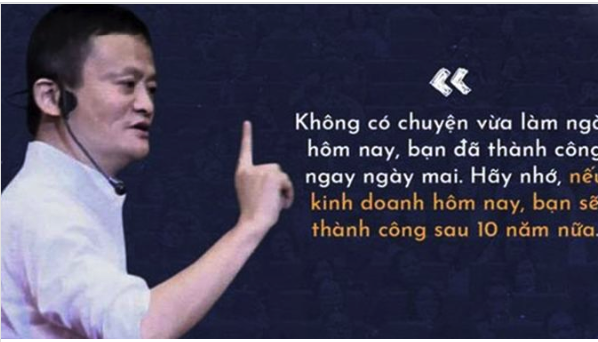 Không có chuyện vừa làm ngà
hôm nay, bạn đã thành công
ngay ngày mai. Hãy nhớ, nếu
kinh doanh hôm nay, bạn sẽ
thành công sau 10 năm nữa.